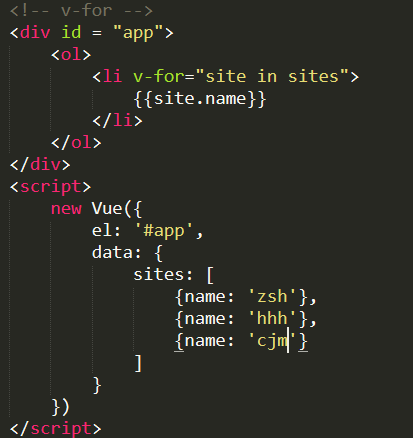 <!-- v-for -->
<div id = "app">
    <ol>
        <li v-for="site in sites">
            {{site.name}}
        </li>
    </ol>
</div>
<script>
    new Vue({
        el: '#app',
        data: {
            sites: [
                {name: 'zsh'},
                {name: 'hhh'},
                {name: 'cjm'}
            ]
        }
    })
</script>